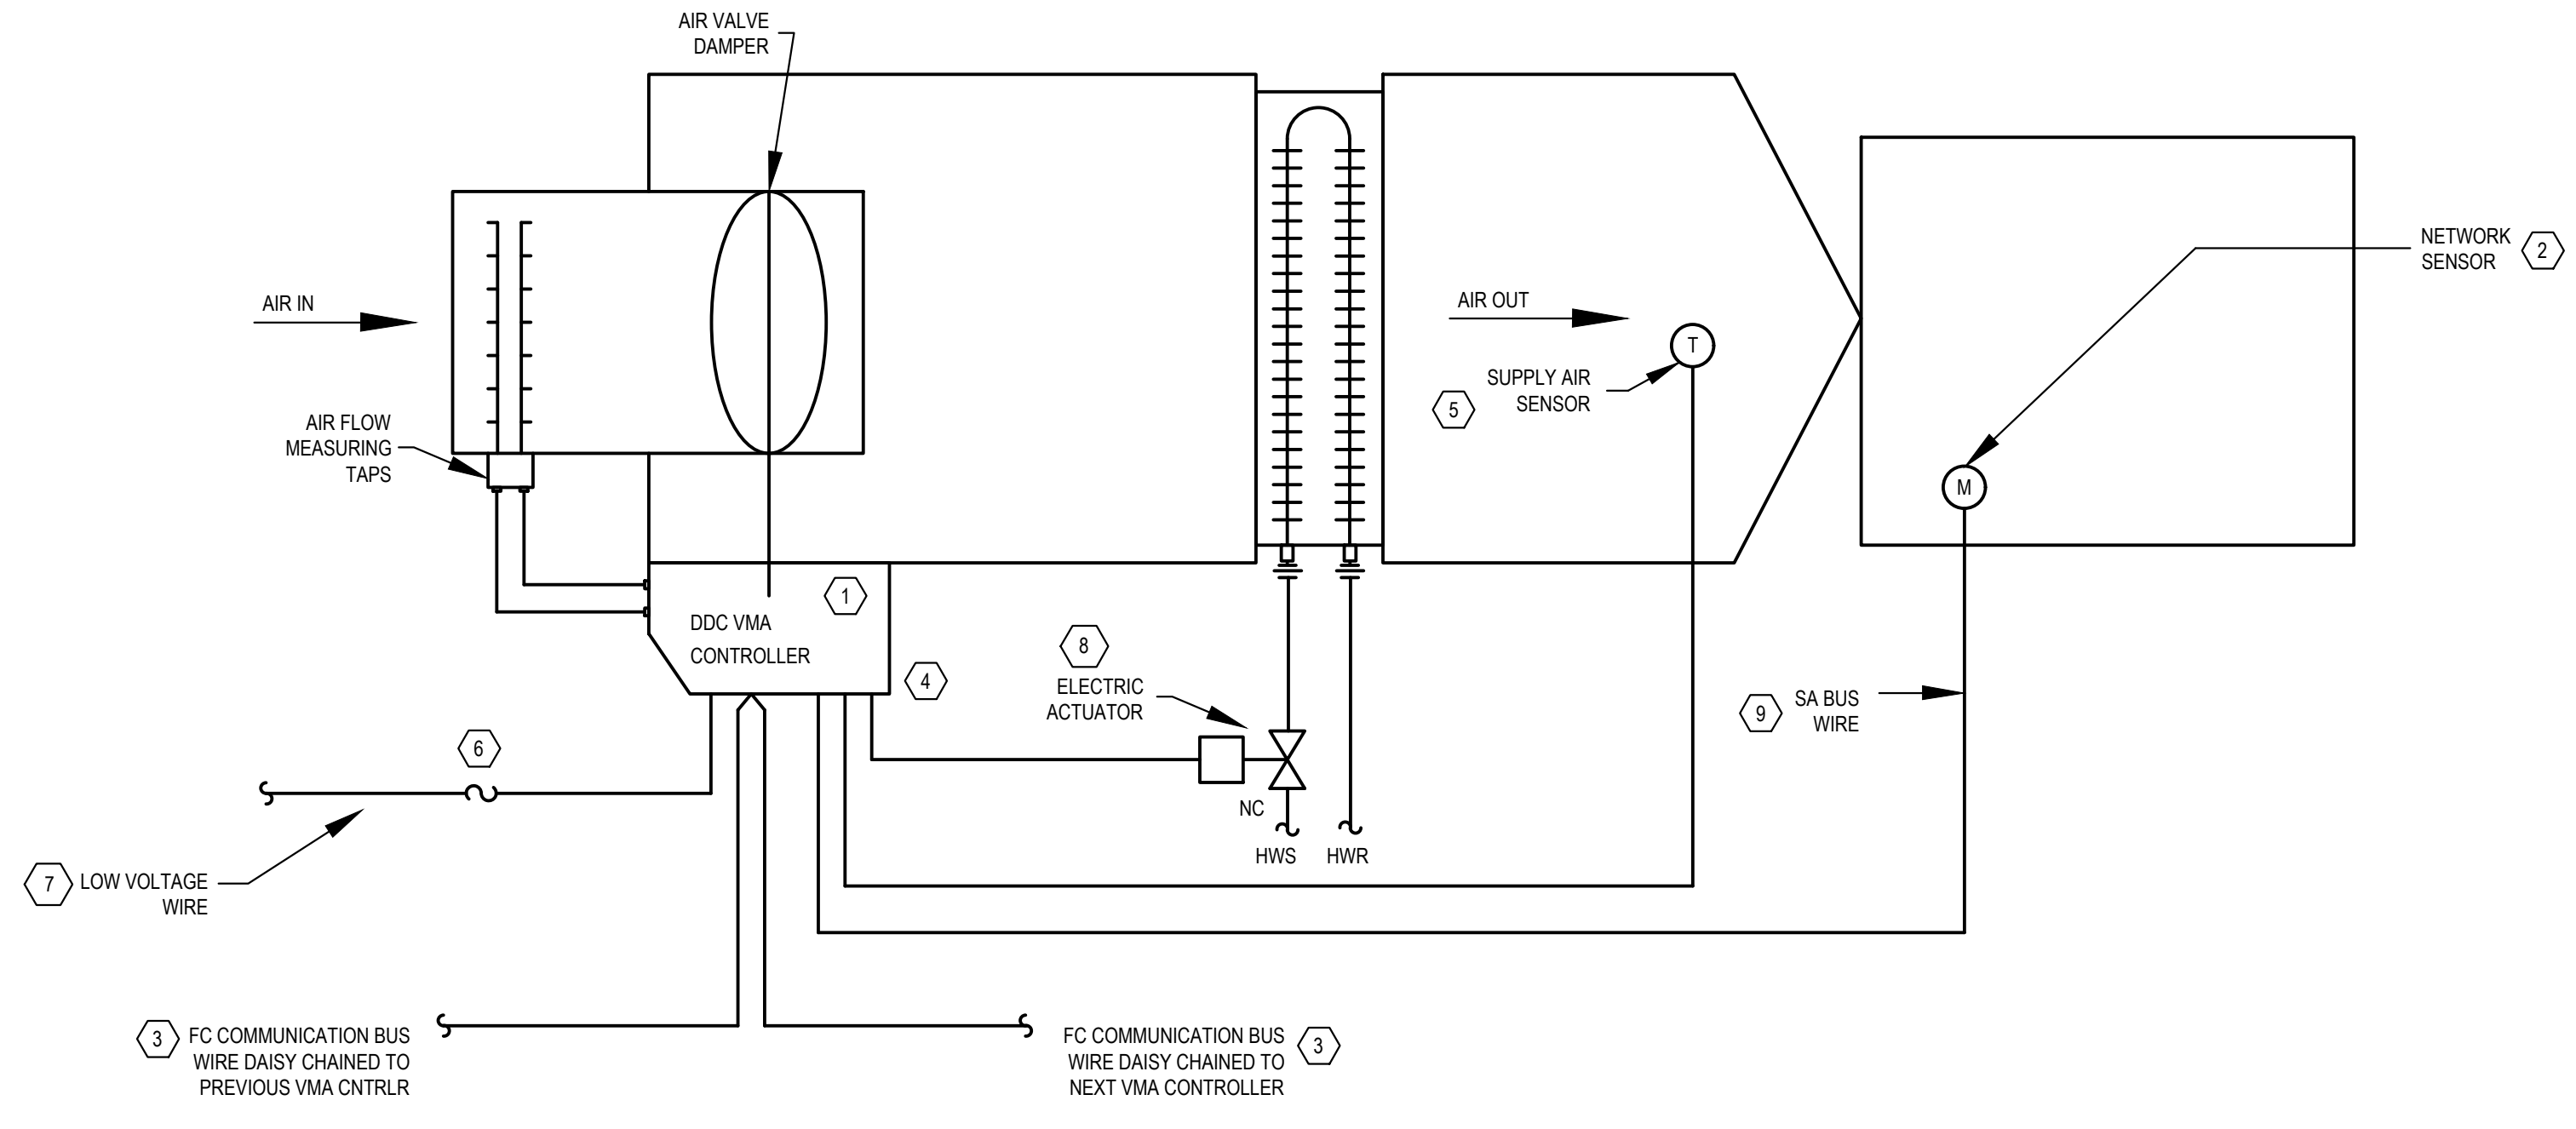 AIR VALVE
DAMPER
NETWORK
SENSOR
2
AIR IN
AIR OUT
T
SUPPLY AIR
SENSOR
5
AIR FLOW
MEASURING
TAPS
M
1
DDC VMA
CONTROLLER
4
8
ELECTRIC
ACTUATOR
9
SA BUS
WIRE
6
NC
HWS
HWR
7
LOW VOLTAGE
WIRE
3
FC COMMUNICATION BUS
WIRE DAISY CHAINED TO
PREVIOUS VMA CNTRLR
FC COMMUNICATION BUS
WIRE DAISY CHAINED TO
NEXT VMA CONTROLLER
3